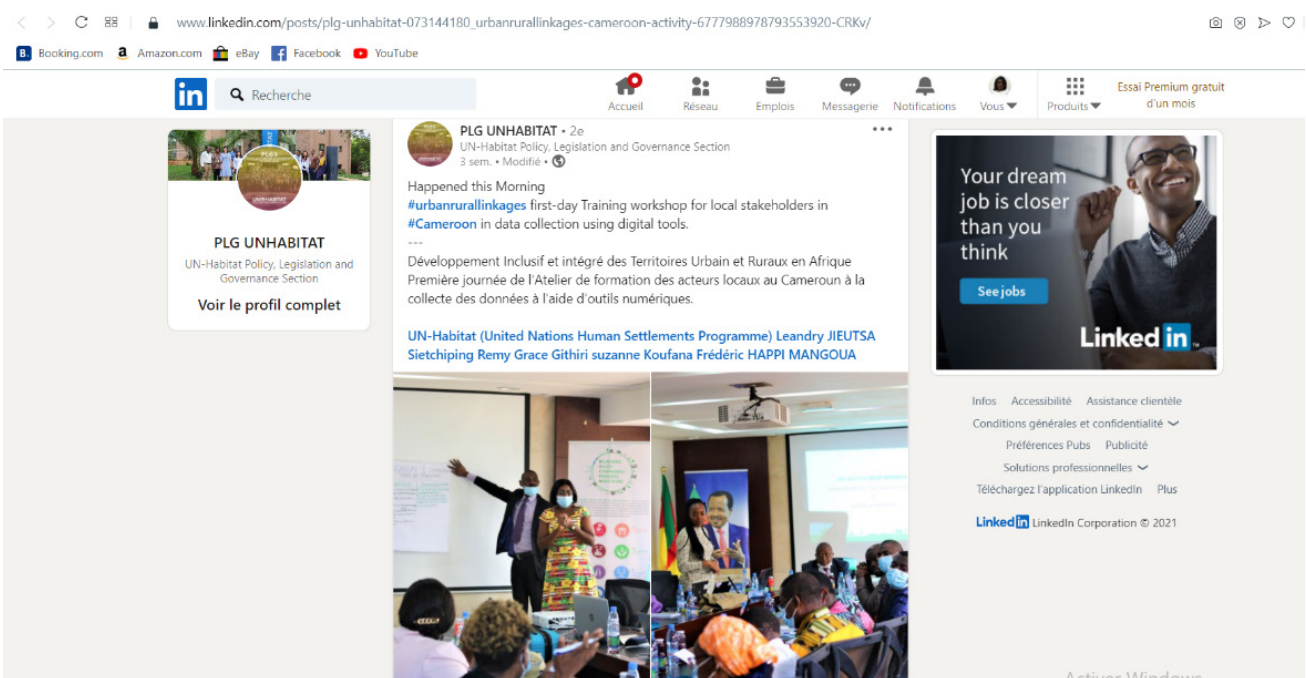 www.linkedin.com/posts/plg-unhabitat-073144180_urbanrurallinkages-cameroon-activity-6777988978793553920-CRKv/
B. Booking.com a Amazon.com eBay Facebook YouTube
in Recherche
Accueil Réseau Emplois Messagerie Notifications Vous Produits
Essai Premium gratuit
d'un mois
PLGS
UNHABITAT
PLG UNHABITAT
UN-Habitat Policy, Legislation and
Governance Section
Voir le profil complet
PLG UNHABITAT • 2e
UN-Habitat Policy, Legislation and Governance Section
3 sem. • Modifié •
Happened this Morning
#urbanrurallinkages first-day Training workshop for local stakeholders in
#Cameroon in data collection using digital tools.
---
Développement Inclusif et intégré des Territoires Urbain et Ruraux en Afrique
Première journée de l'Atelier de formation des acteurs locaux au Cameroun à la
collecte des données à l'aide d'outils numériques.
UN-Habitat (United Nations Human Settlements Programme) Leandry JIEUTSA
Sietchiping Remy Grace Githiri suzanne Koufana Frédéric HAPPI MANGOUA
Your dream
job is closer
than you
think
See jobs
Linked in
Infos Accessibilité Assistance clientèle
Conditions générales et confidentialité
Préférences Pubs Publicité
Solutions professionnelles
Téléchargez l'application LinkedIn Plus
Linked in LinkedIn Corporation © 2021
Activer Windows